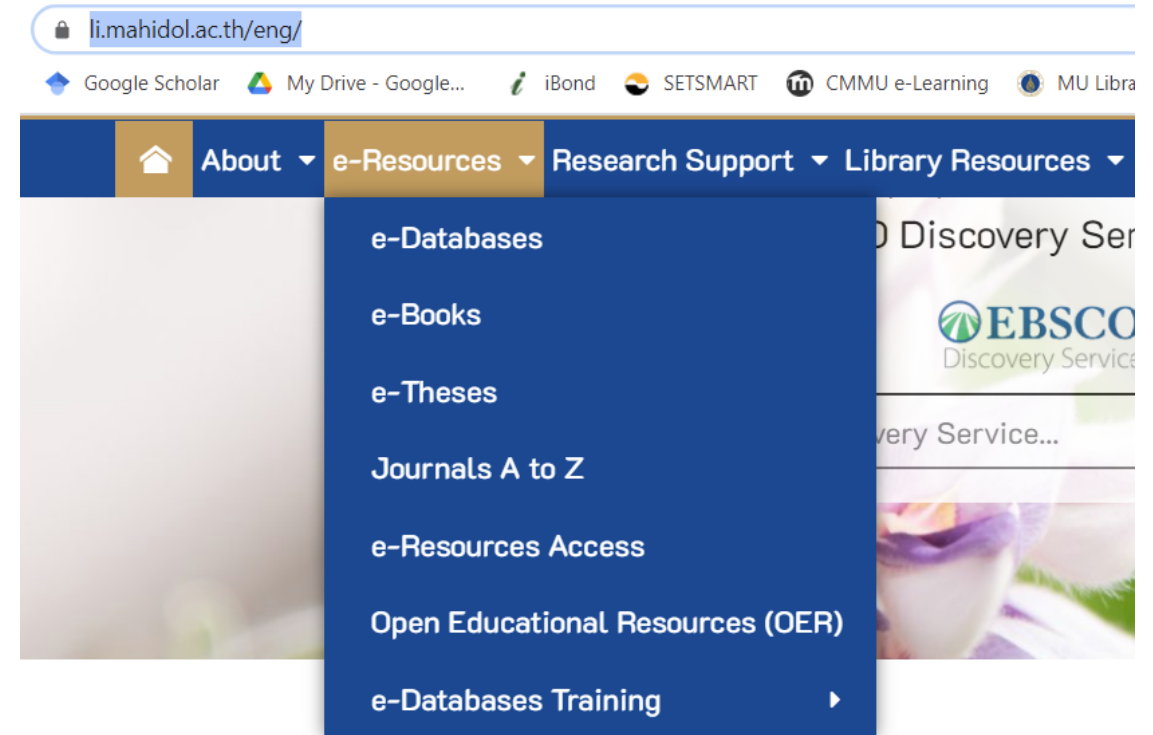 li.mahidol.ac.th/eng/
Google Scholar My Drive - Google... iBond SETSMART CMMU e-Learning MU Libra
About e-Resources Research Support Library Resources
e-Databases
Discovery Ser
e-Books
EBSCO
Discovery Service
e-Theses
very Service...
Journals A to Z
e-Resources Access
Open Educational Resources (OER)
e-Databases Training